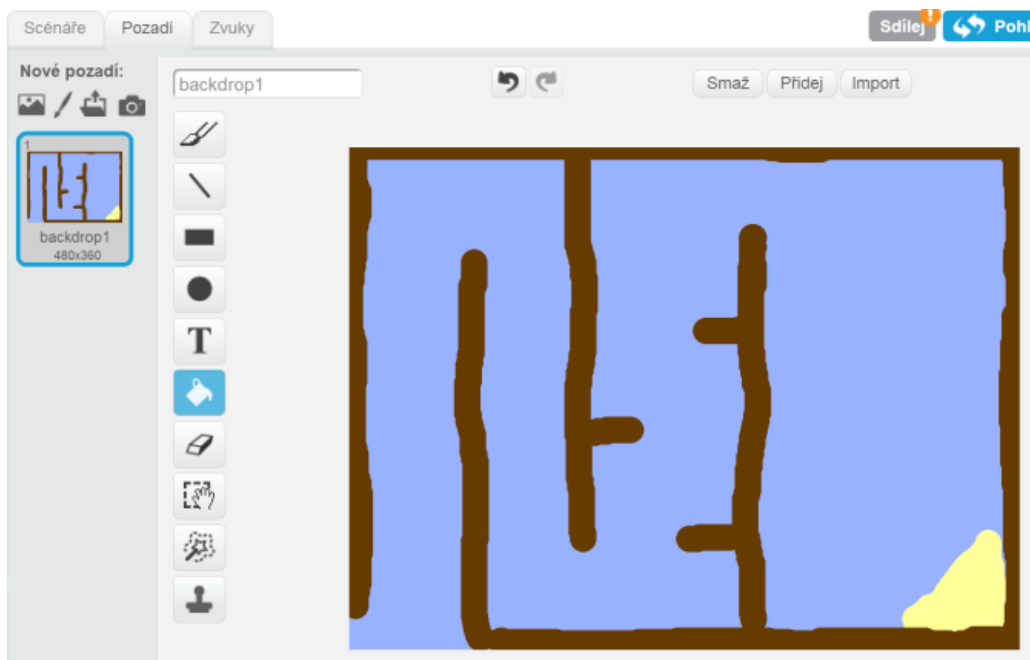 Scénáře Pozadí Zvuky Sdílej ! Pohl
Nové pozadí:
backdrop1 Smaž Přidej Import
1
backdrop1
480x360
T